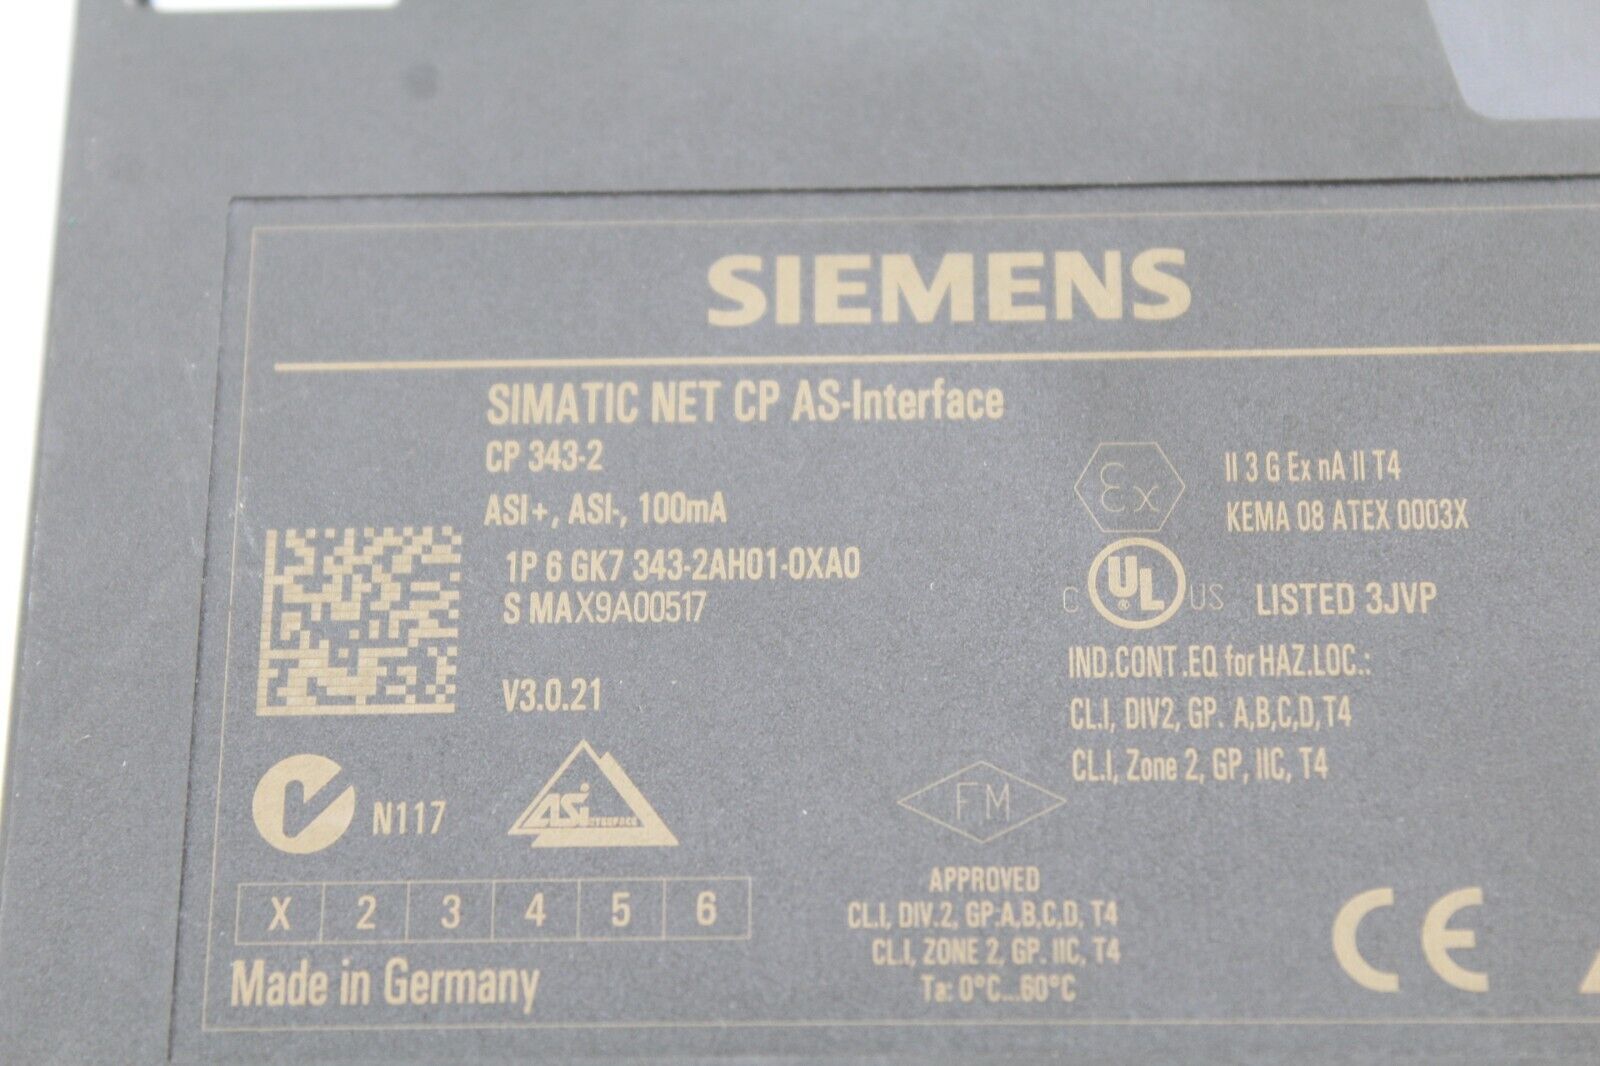 SIEMENS
SIMATIC NET CP AS-Interface
CP 343-2
ASI+, ASI-, 100mA
1P 6 GK7 343-2AH01-0XA0
S MAX9A00517
V3.0.21
N117
ASi INTERFACE
X 2 3 4 5 6
Made in Germany
Ex
II 3 G Ex nA II T4
KEMA 08 ATEX 0003X
C UL ® US LISTED 3JVP
IND.CONT.EQ for HAZ.LOC.:
CL.I, DIV2, GP. A,B,C,D,T4
CL.I, Zone 2, GP, IIC, T4
FM
APPROVED
CL.I, DIV.2, GP.A,B,C,D, T4
CL.I, ZONE 2, GP. IIC, T4
Ta: 0°C...60°C
CE